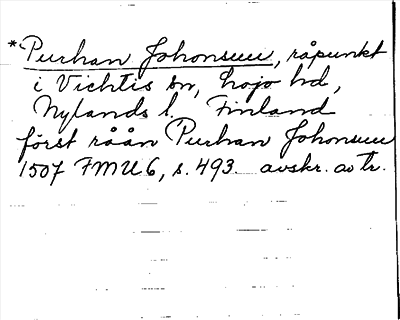 *Purhan Johonsuu, råpunkt
i Vichtis sn, Lojo hd,
Nylands l. Finland
först råån Purhan Johonsuu
1507 FMU 6, s. 493. avskr. av tr.